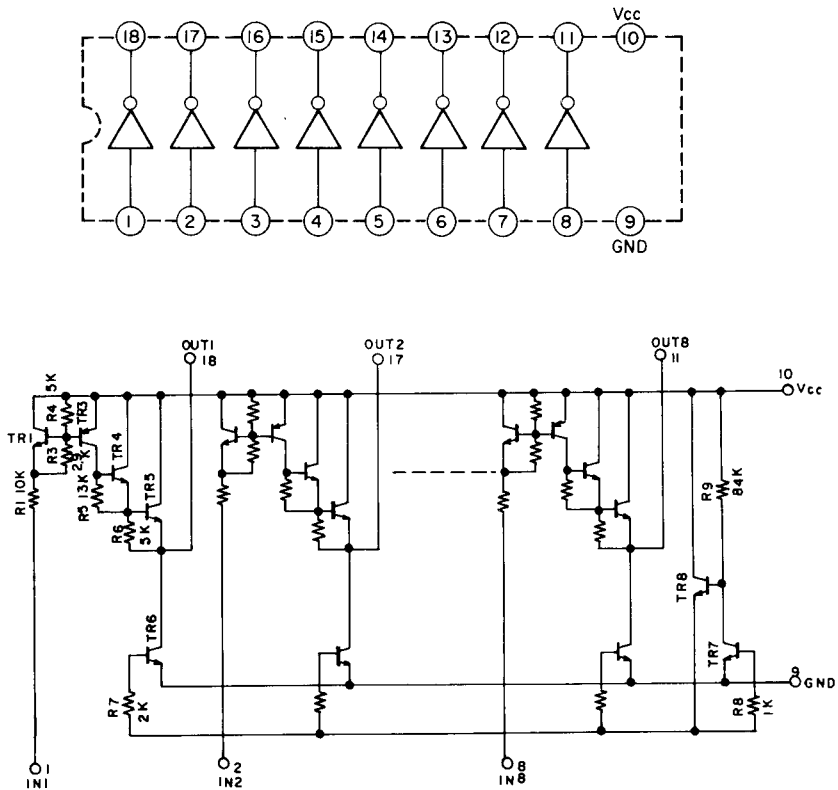 Vcc
18 17 16 15 14 13 12 11 10
1 2 3 4 5 6 7 8 9
GND
OUT1
18
OUT2
17
OUT8
11
10
Vcc
5K
R4
TR3
TR1
R3
2.9K
TR4
R1 10K
R5 13K
TR5
R6
5K
R9
84K
TR8
TR6
TR7
9
GND
R7
2K
R8
1K
1
IN1
2
IN2
8
IN8